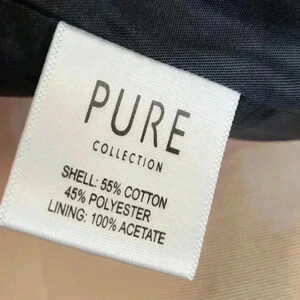 PURE
COLLECTION
SHELL: 55% COTTON
45% POLYESTER
LINING: 100% ACETATE